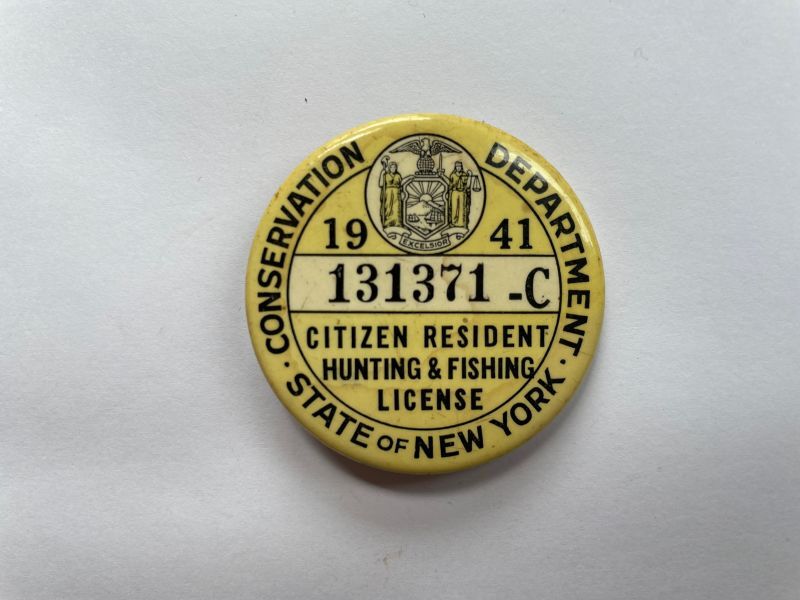 CONSERVATION DEPARTMENT
EXCELSIOR
19 41
131371 -C
CITIZEN RESIDENT
HUNTING & FISHING
LICENSE
· STATE OF NEW YORK ·